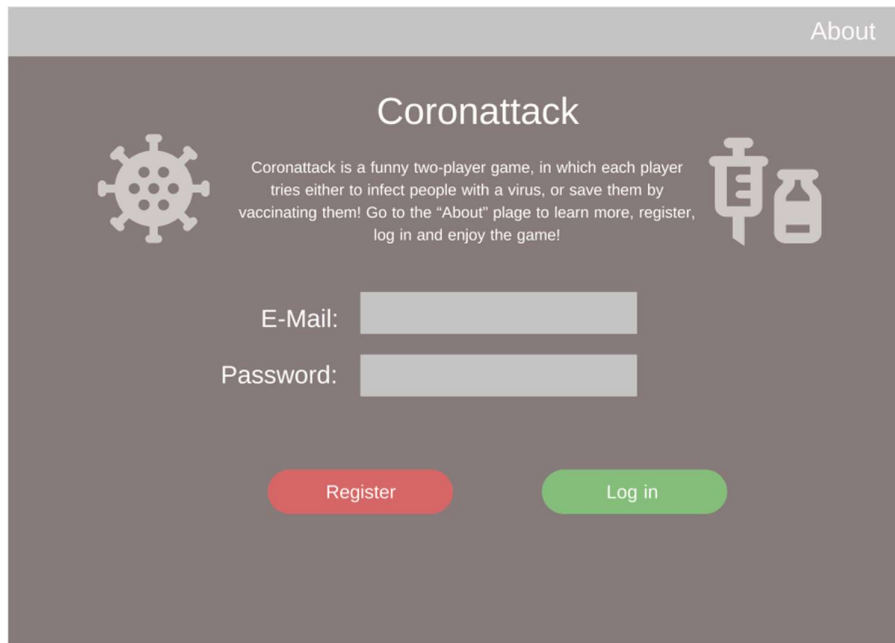 About
Coronattack
Coronattack is a funny two-player game, in which each player
tries either to infect people with a virus, or save them by
vaccinating them! Go to the “About” plage to learn more, register,
log in and enjoy the game!
E-Mail:
Password:
Register
Log in